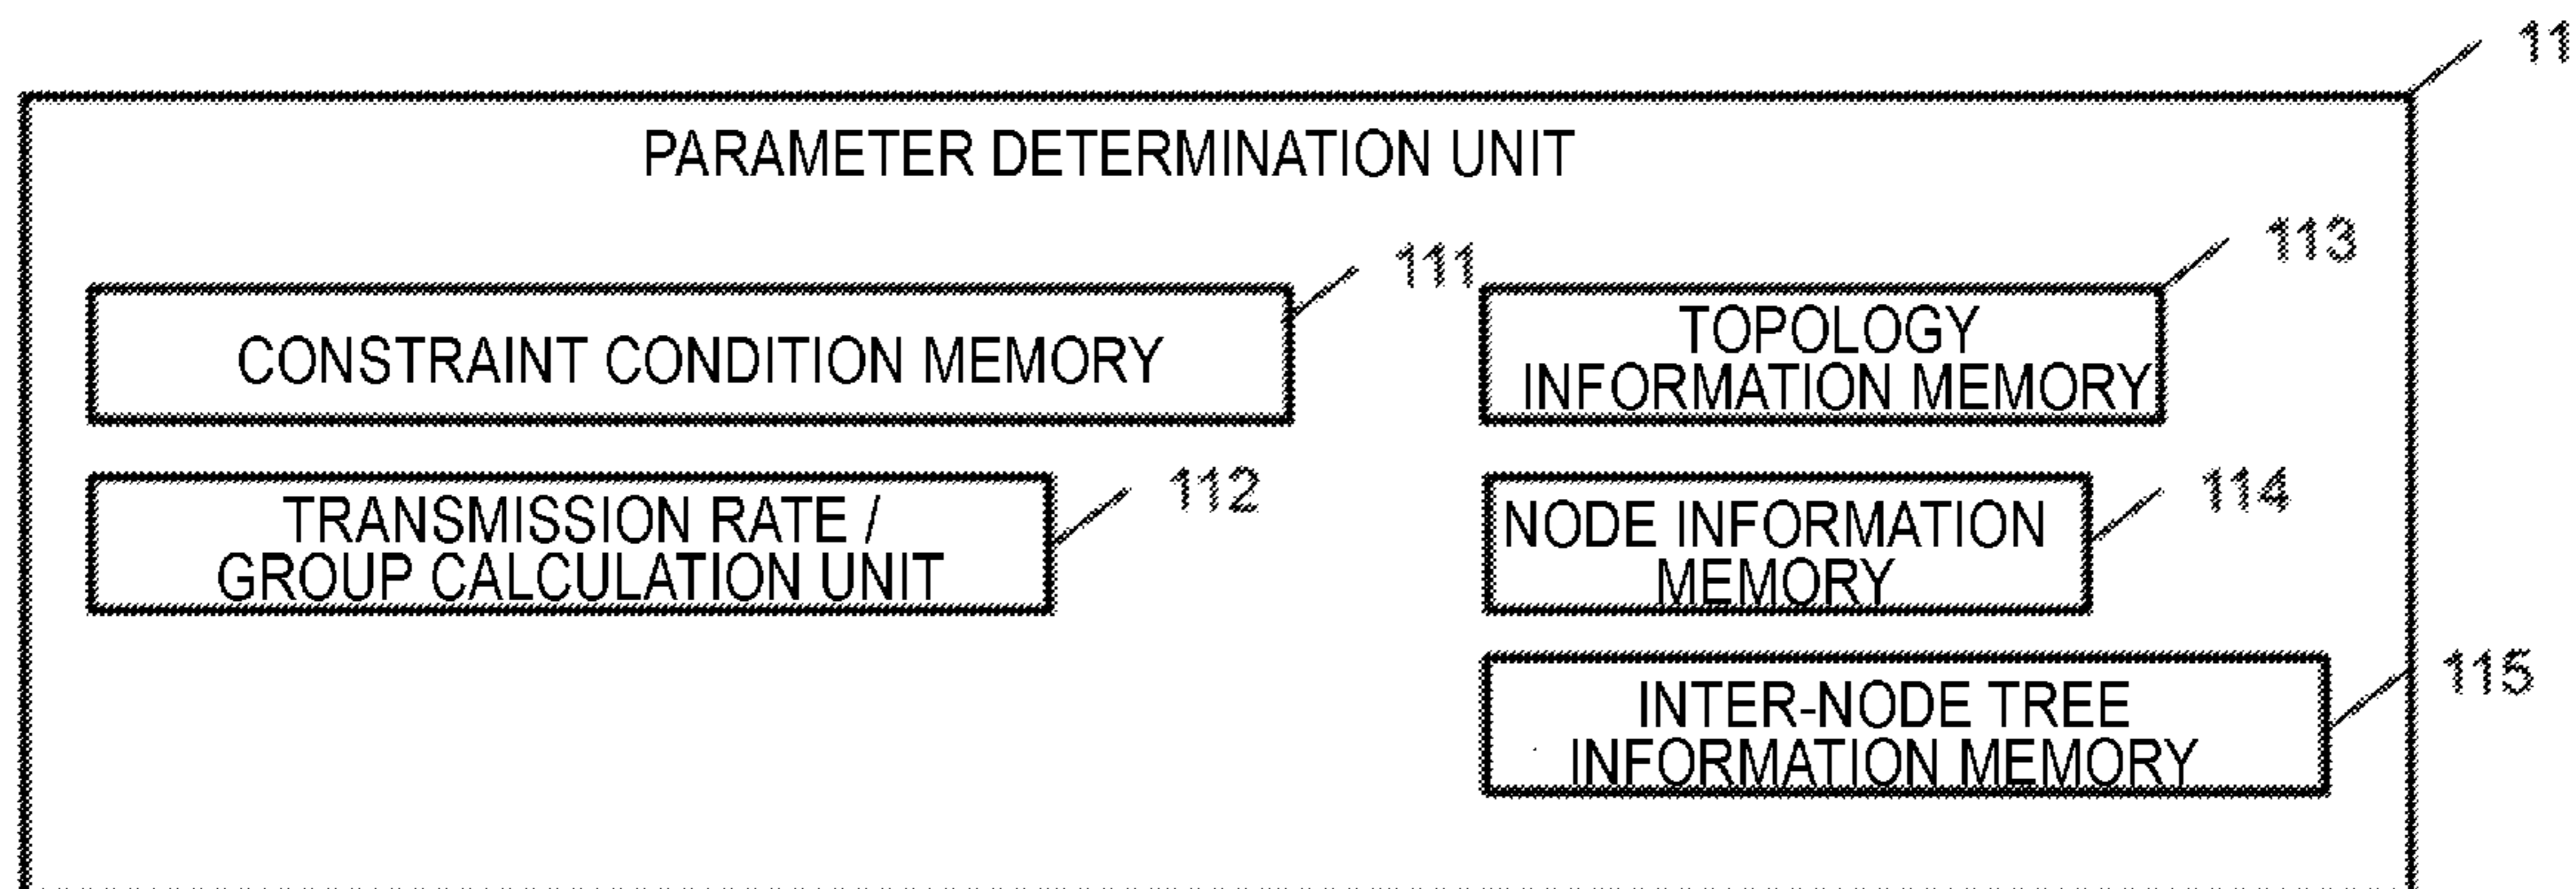 11
PARAMETER DETERMINATION UNIT
111
CONSTRAINT CONDITION MEMORY
113
TOPOLOGY
INFORMATION MEMORY
112
TRANSMISSION RATE /
GROUP CALCULATION UNIT
114
NODE INFORMATION
MEMORY
115
INTER-NODE TREE
INFORMATION MEMORY